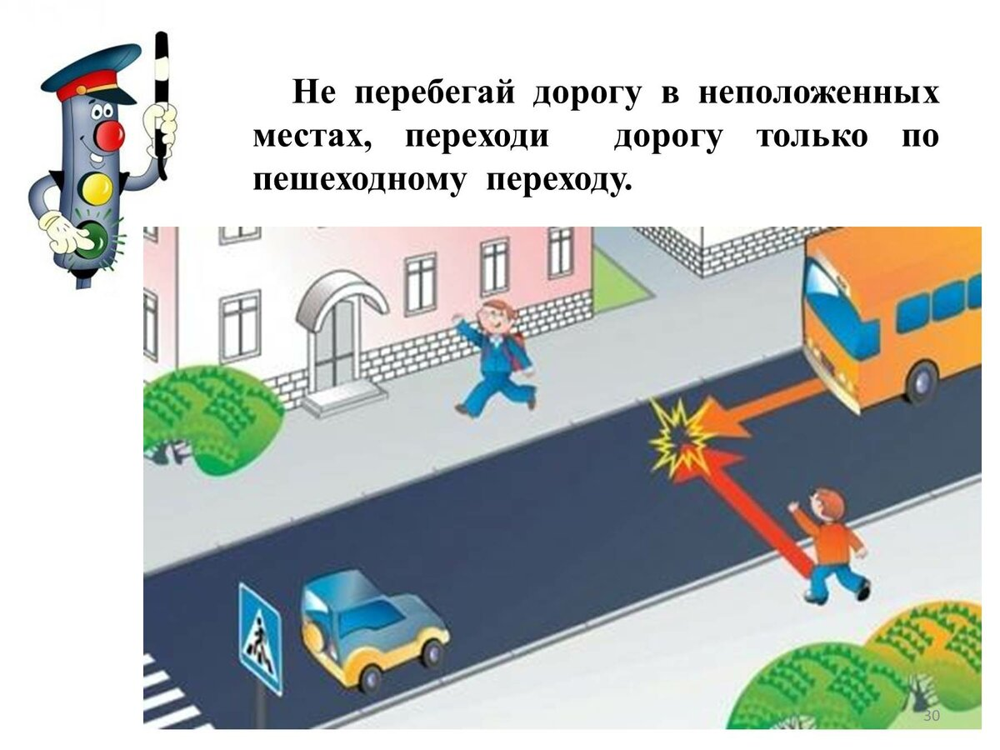 Не перебегай дорогу в неположенных
местах, переходи дорогу только по
пешеходному переходу.
30